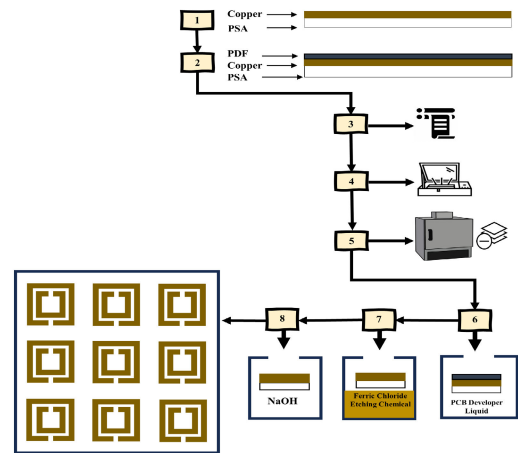 1
Copper
PSA
2
PDF
Copper
PSA
3
4
5
8
7
6
NaOH
Ferric Chloride
Etching Chemical
PCB Developer
Liquid